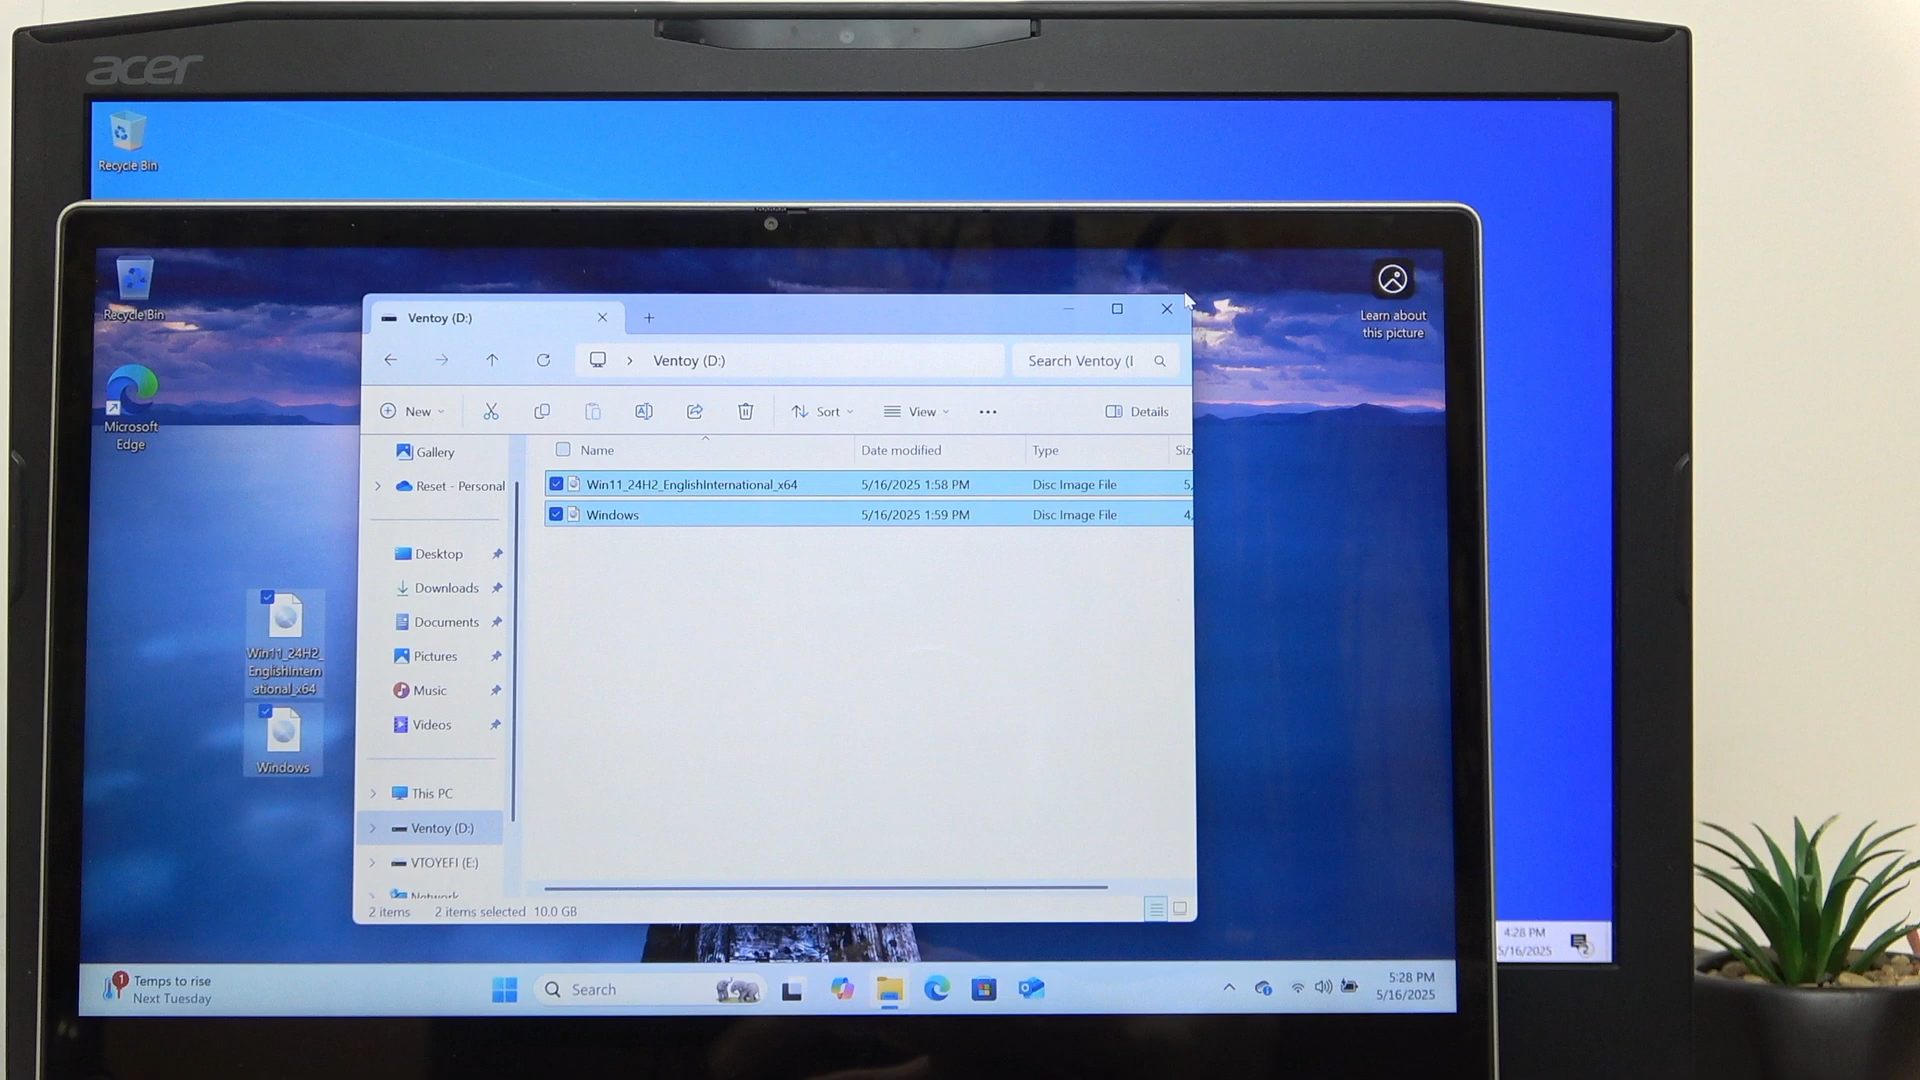 acer
Recycle Bin
Recycle Bin
Microsoft
Edge
Learn about
this picture
Ventoy (D:)
Ventoy (D:)
Search Ventoy (
New
Sort
View
Details
Name
Date modified
Type
Gallery
Reset - Personal
Win11_24H2_EnglishInternational_x64
5/16/2025 1:58 PM
Disc Image File
5,
Windows
5/16/2025 1:59 PM
Disc Image File
4,
Desktop
Downloads
Documents
Pictures
Music
Videos
This PC
Ventoy (D:)
VTOYEFI (E:)
Network
2 items
2 items selected
10.0 GB
Win11_24H2_
EnglishIntern
ational_x64
Windows
4:28 PM
5/16/2025
1
Temps to rise
Next Tuesday
Search
5:28 PM
5/16/2025